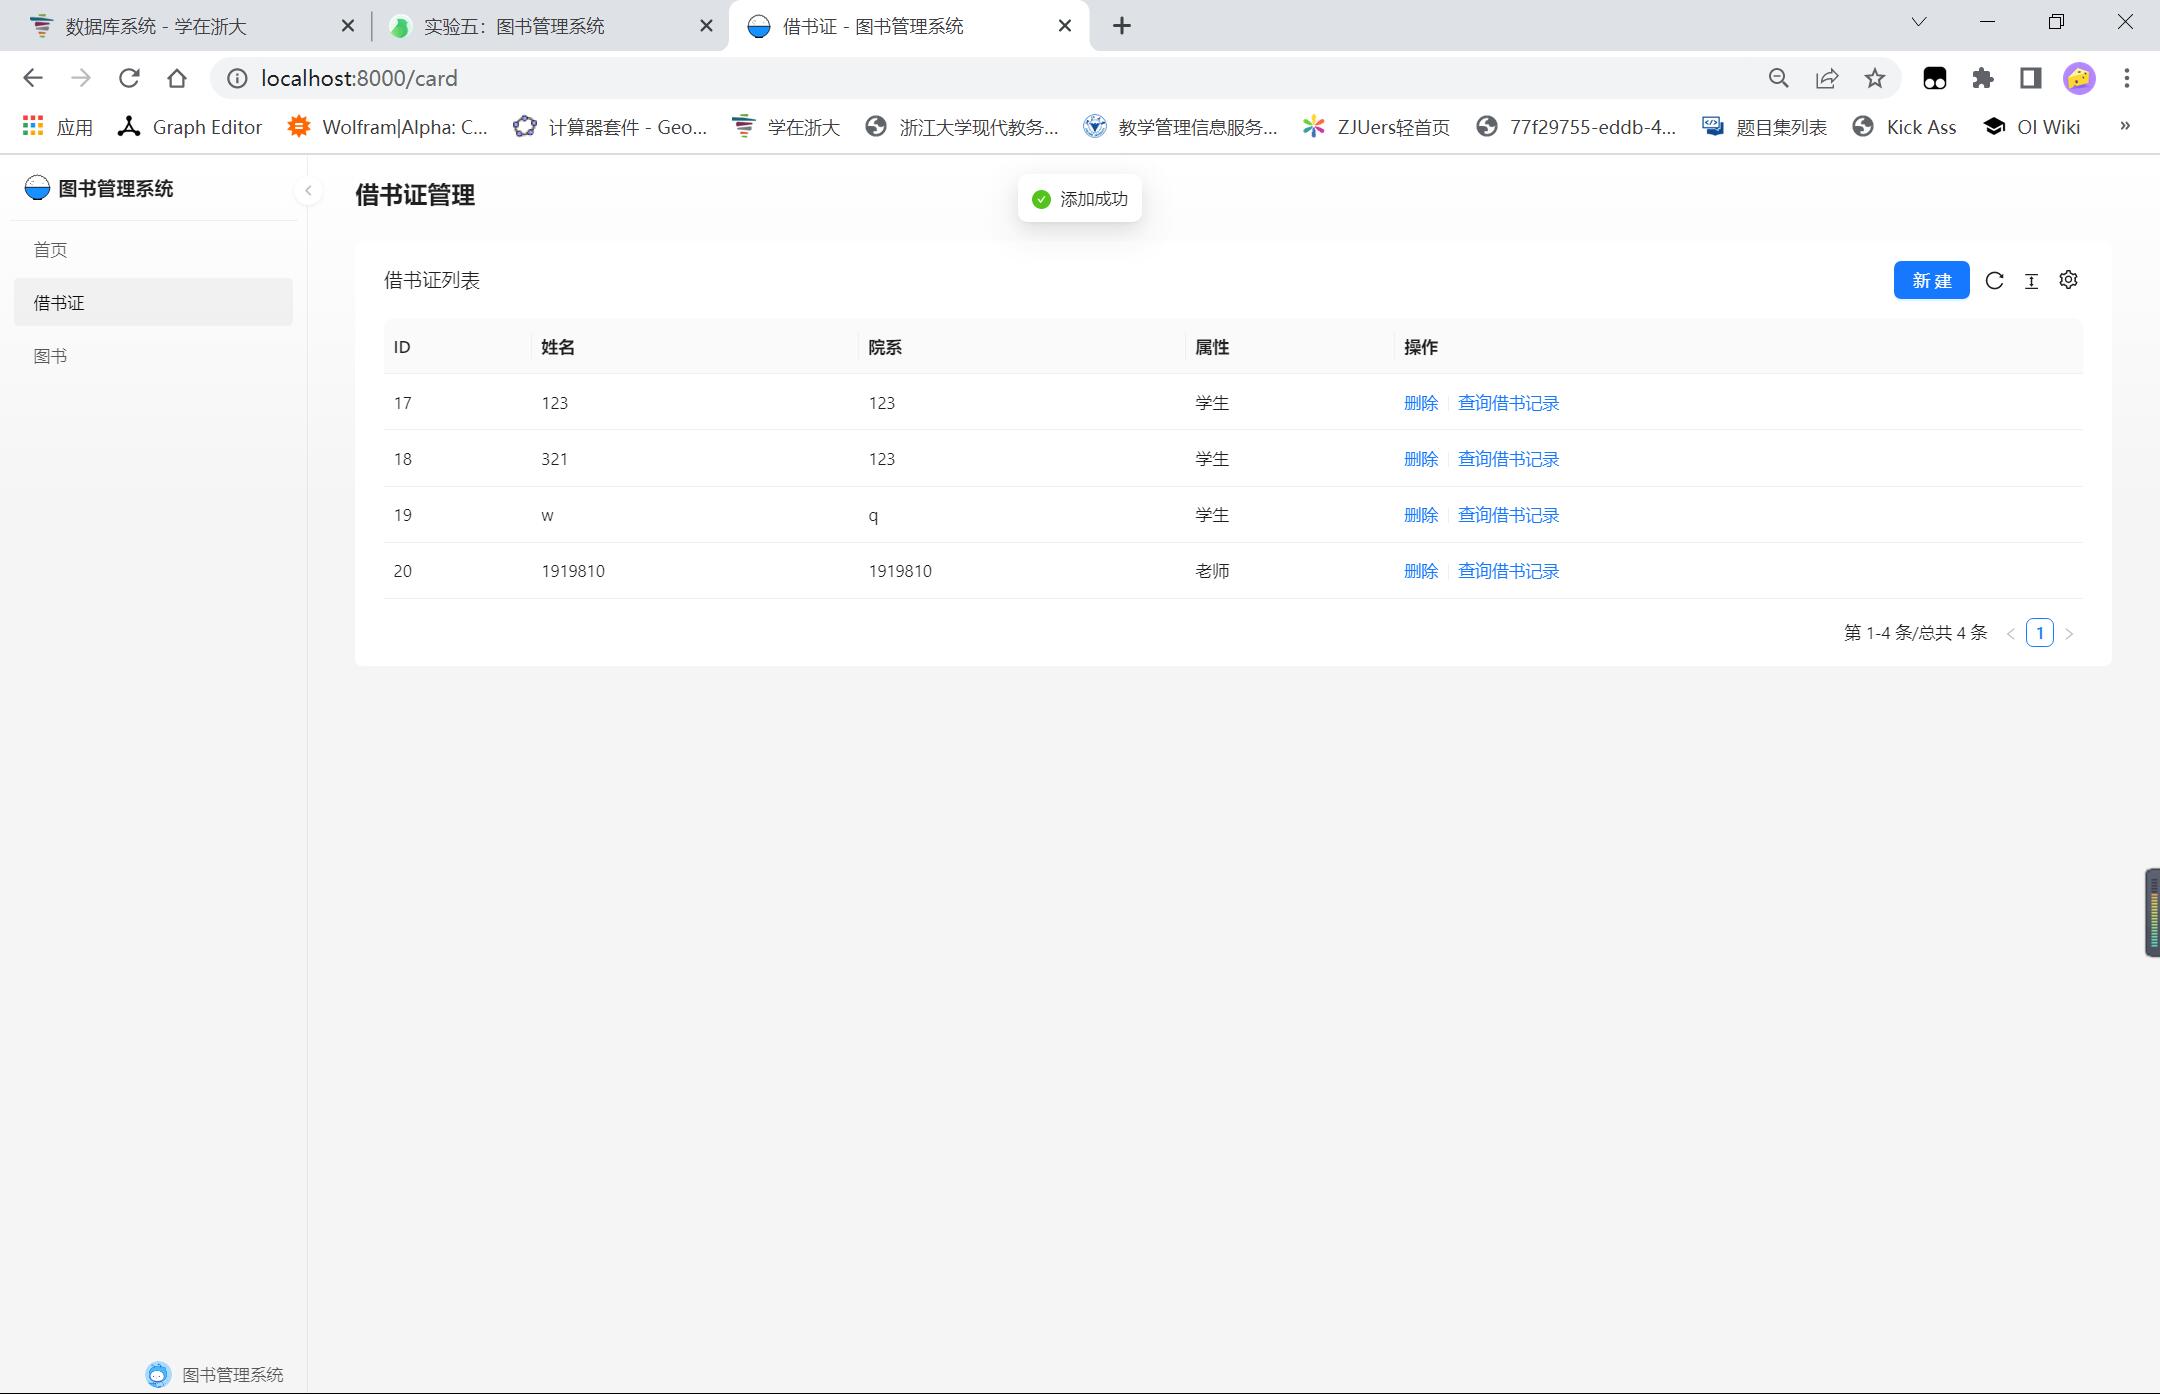 数据库系统 - 学在浙大
实验五：图书管理系统
借书证 - 图书管理系统
localhost:8000/card
应用
Graph Editor
Wolfram|Alpha: C...
计算器套件 - Geo...
学在浙大
浙江大学现代教务...
教学管理信息服务...
ZJUers轻首页
77f29755-eddb-4...
题目集列表
Kick Ass
OI Wiki
»
图书管理系统
首页
借书证
图书
借书证管理
添加成功
借书证列表
新 建
ID 姓名 院系 属性 操作
17 123 123 学生 删除 查询借书记录
18 321 123 学生 删除 查询借书记录
19 w q 学生 删除 查询借书记录
20 1919810 1919810 老师 删除 查询借书记录
第 1-4 条/总共 4 条 < 1 >
图书管理系统